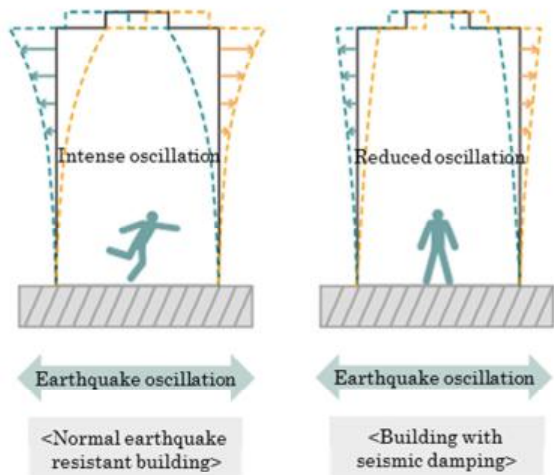 Intense oscillation
Reduced oscillation
Earthquake oscillation
Earthquake oscillation
<Normal earthquake
resistant building>
<Building with
seismic damping>